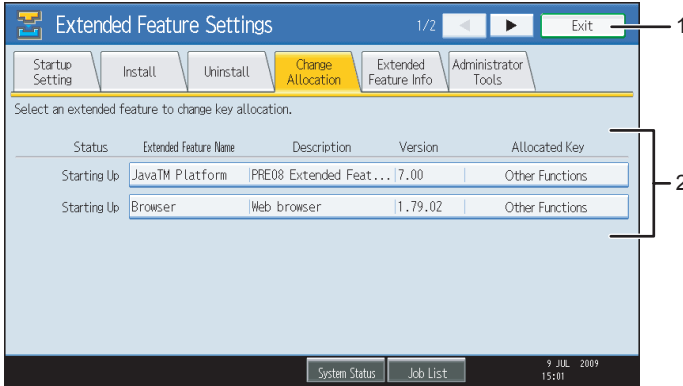 Extended Feature Settings 1/2 ◀ ▶ Exit 1
Startup Setting Install Uninstall Change Allocation Extended Feature Info Administrator Tools
Select an extended feature to change key allocation.
Status Extended Feature Name Description Version Allocated Key
Starting Up JavaTM Platform PRE08 Extended Feat... 7.00 Other Functions
2
Starting Up Browser Web browser 1.79.02 Other Functions
System Status Job List 9 JUL 2009
15:01